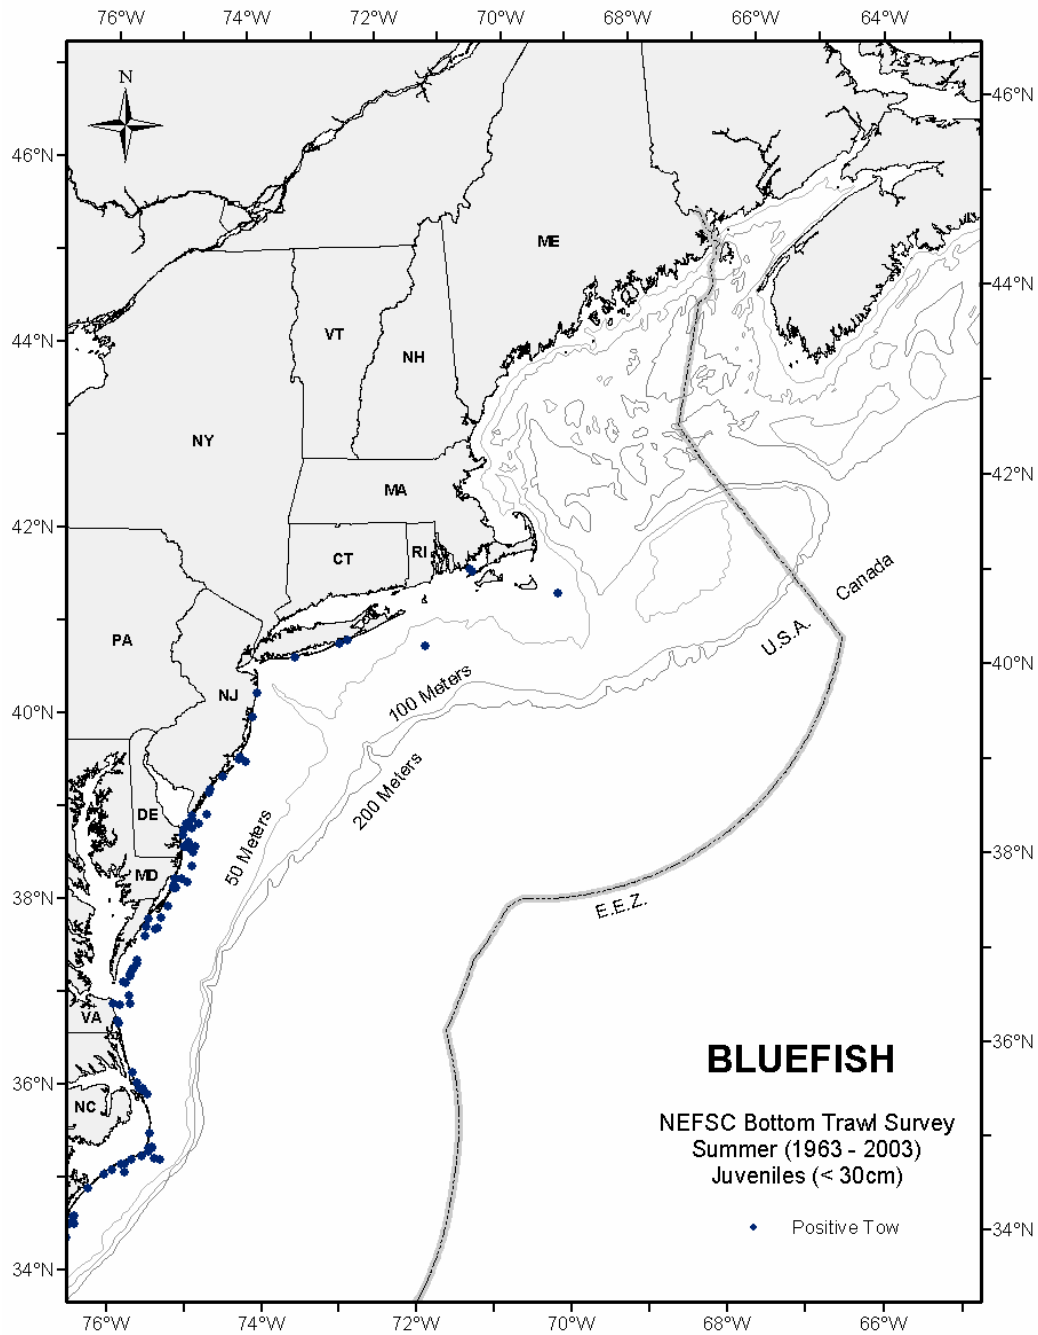 76°W 74°W 72°W 70°W 68°W 66°W 64°W
N
46°N
46°N
ME
44°N
44°N
VT
NH
NY
42°N
MA
42°N
CT
RI
Canada
U.S.A.
PA
40°N
NJ
100 Meters
40°N
200 Meters
DE
50 Meters
38°N
MD
38°N
E.E.Z.
VA
36°N
BLUEFISH
36°N
NC
NEFSC Bottom Trawl Survey
Summer (1963 - 2003)
Juveniles (< 30cm)
Positive Tow
34°N
34°N
76°W 74°W 72°W 70°W 68°W 66°W